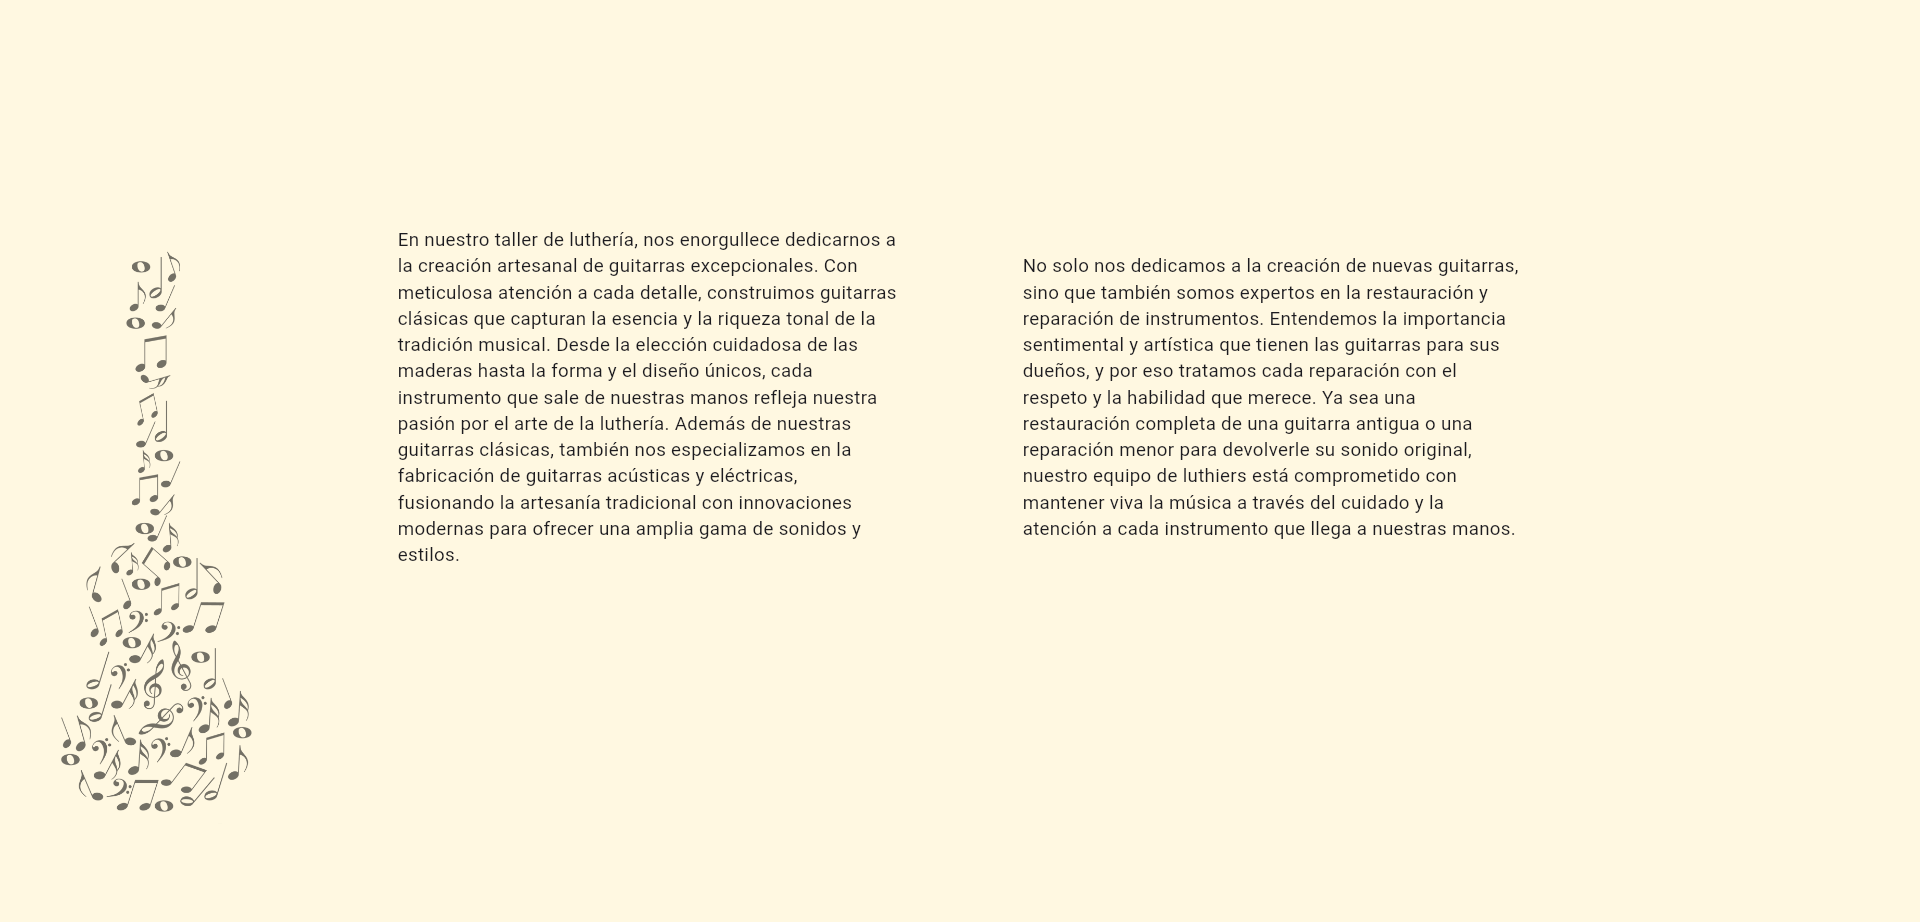 En nuestro taller de luthería, nos enorgullece dedicarnos a
la creación artesanal de guitarras excepcionales. Con
meticulosa atención a cada detalle, construimos guitarras
clásicas que capturan la esencia y la riqueza tonal de la
tradición musical. Desde la elección cuidadosa de las
maderas hasta la forma y el diseño únicos, cada
instrumento que sale de nuestras manos refleja nuestra
pasión por el arte de la luthería. Además de nuestras
guitarras clásicas, también nos especializamos en la
fabricación de guitarras acústicas y eléctricas,
fusionando la artesanía tradicional con innovaciones
modernas para ofrecer una amplia gama de sonidos y
estilos.
No solo nos dedicamos a la creación de nuevas guitarras,
sino que también somos expertos en la restauración y
reparación de instrumentos. Entendemos la importancia
sentimental y artística que tienen las guitarras para sus
dueños, y por eso tratamos cada reparación con el
respeto y la habilidad que merece. Ya sea una
restauración completa de una guitarra antigua o una
reparación menor para devolverle su sonido original,
nuestro equipo de luthiers está comprometido con
mantener viva la música a través del cuidado y la
atención a cada instrumento que llega a nuestras manos.